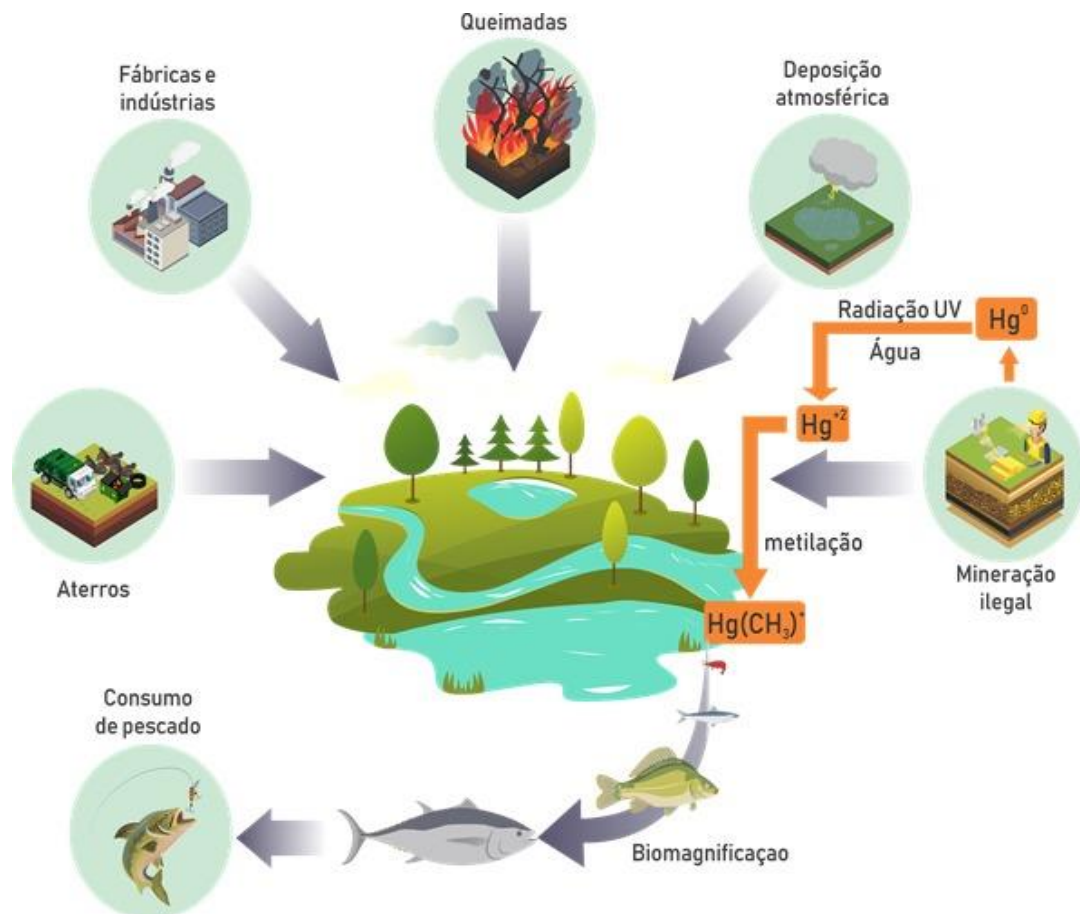 Queimadas
Fábricas e
indústrias
Deposição
atmosférica
Radiação UV
Hg⁰
Água
Hg⁺²
metilação
Aterros
Mineração
ilegal
Hg(CH₃)⁺
Consumo
de pescado
Biomagnificaçao